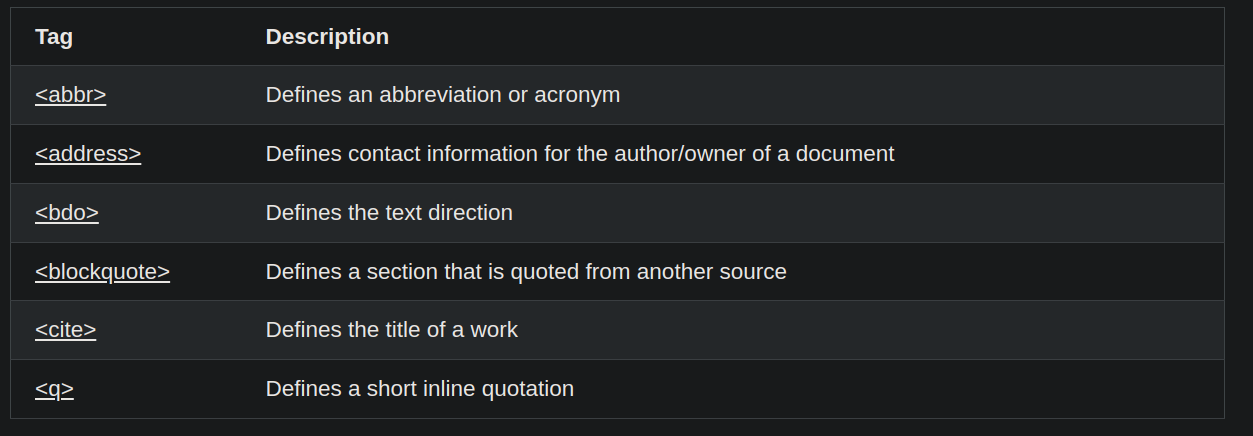 Tag Description
<abbr> Defines an abbreviation or acronym
<address> Defines contact information for the author/owner of a document
<bdo> Defines the text direction
<blockquote> Defines a section that is quoted from another source
<cite> Defines the title of a work
<q> Defines a short inline quotation